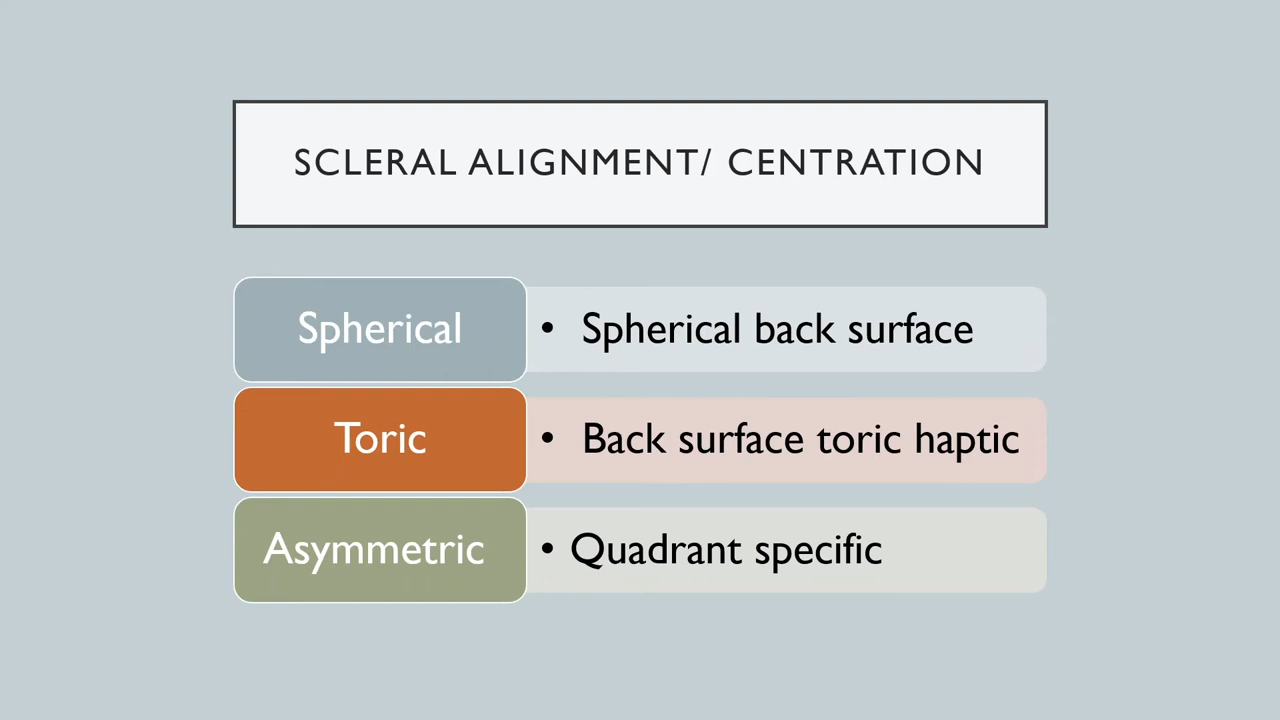 SCLERAL ALIGNMENT/ CENTRATION
Spherical
• Spherical back surface
Toric
• Back surface toric haptic
Asymmetric
• Quadrant specific